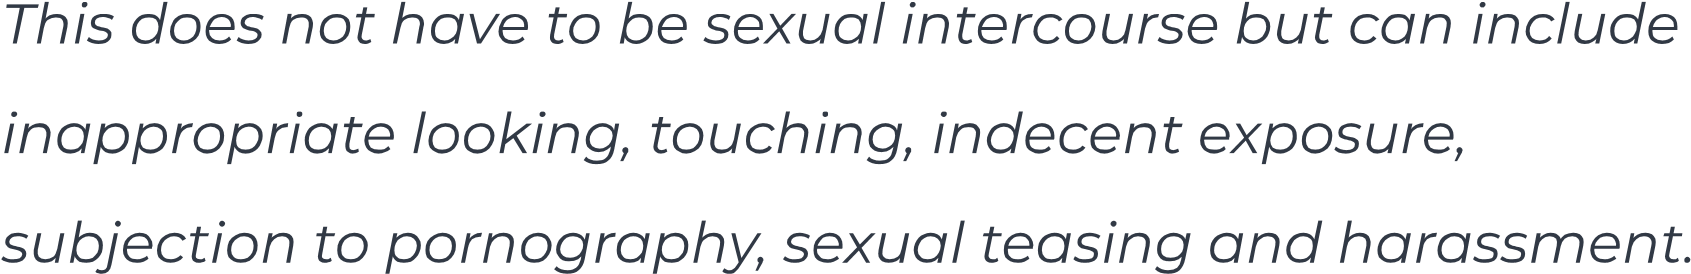 This does not have to be sexual intercourse but can include
inappropriate looking, touching, indecent exposure,
subjection to pornography, sexual teasing and harassment.